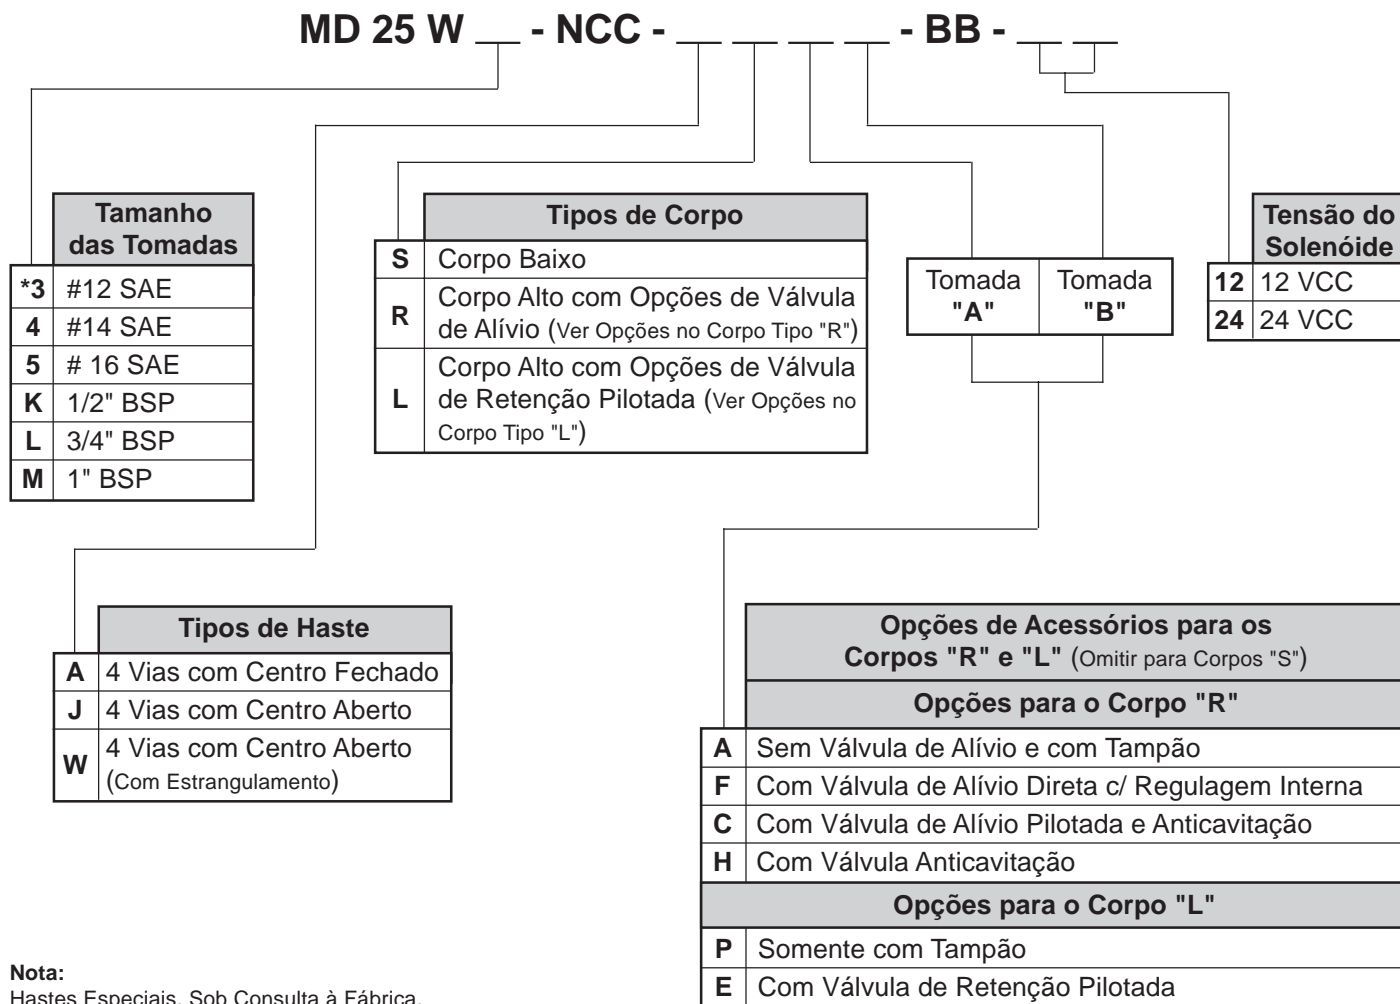 MD 25 W __ - NCC - __ __ __ __ - BB - __ __
Tamanho
das Tomadas
*3 #12 SAE
4 #14 SAE
5 # 16 SAE
K 1/2" BSP
L 3/4" BSP
M 1" BSP
Tipos de Corpo
S Corpo Baixo
R Corpo Alto com Opções de Válvula
de Alívio (Ver Opções no Corpo Tipo "R")
L Corpo Alto com Opções de Válvula
de Retenção Pilotada (Ver Opções no
Corpo Tipo "L")
Tomada
"A"
Tomada
"B"
Tensão do
Solenóide
12 12 VCC
24 24 VCC
Tipos de Haste
A 4 Vias com Centro Fechado
J 4 Vias com Centro Aberto
W 4 Vias com Centro Aberto
(Com Estrangulamento)
Opções de Acessórios para os
Corpos "R" e "L" (Omitir para Corpos "S")
Opções para o Corpo "R"
A Sem Válvula de Alívio e com Tampão
F Com Válvula de Alívio Direta c/ Regulagem Interna
C Com Válvula de Alívio Pilotada e Anticavitação
H Com Válvula Anticavitação
Opções para o Corpo "L"
P Somente com Tampão
E Com Válvula de Retenção Pilotada
Nota:
Hastes Especiais, Sob Consulta à Fábrica.